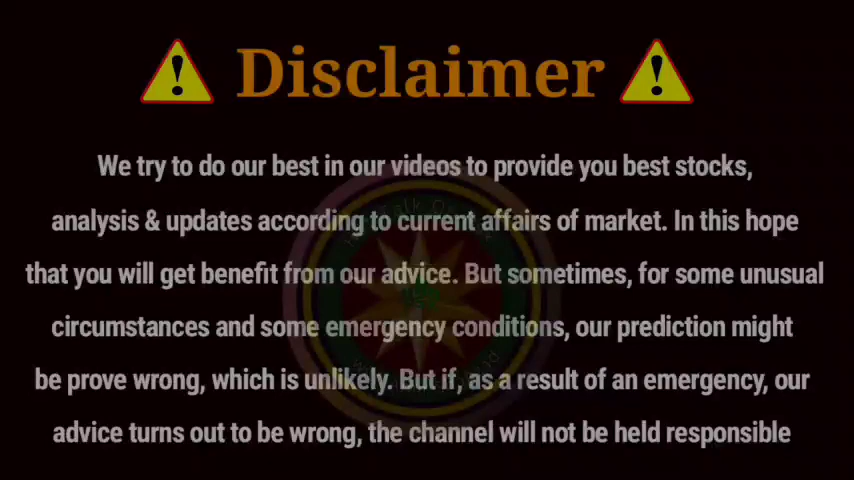 Disclaimer
We try to do our best in our videos to provide you best stocks,
analysis & updates according to current affairs of market. In this hope
that you will get benefit from our advice. But sometimes, for some unusual
circumstances and some emergency conditions, our prediction might
be prove wrong, which is unlikely. But if, as a result of an emergency, our
advice turns out to be wrong, the channel will not be held responsible